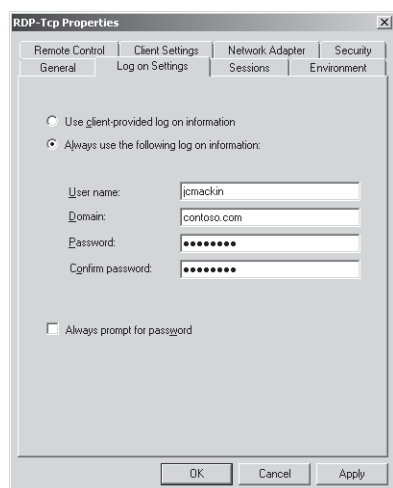 RDP-Tcp Properties
Remote Control Client Settings Network Adapter Security
General Log on Settings Sessions Environment
Use client-provided log on information
Always use the following log on information:
User name: jcmackin
Domain: contoso.com
Password: ●●●●●●●●
Confirm password: ●●●●●●●●
Always prompt for password
OK Cancel Apply